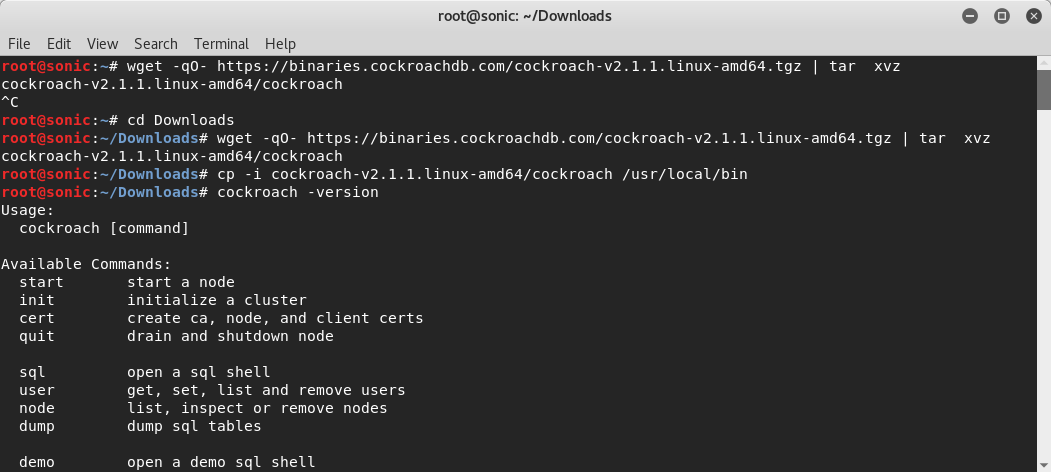 root@sonic: ~/Downloads
File Edit View Search Terminal Help
root@sonic:~# wget -qO- https://binaries.cockroachdb.com/cockroach-v2.1.1.linux-amd64.tgz | tar  xvz
cockroach-v2.1.1.linux-amd64/cockroach
^C
root@sonic:~# cd Downloads
root@sonic:~/Downloads# wget -qO- https://binaries.cockroachdb.com/cockroach-v2.1.1.linux-amd64.tgz | tar  xvz
cockroach-v2.1.1.linux-amd64/cockroach
root@sonic:~/Downloads# cp -i cockroach-v2.1.1.linux-amd64/cockroach /usr/local/bin
root@sonic:~/Downloads# cockroach -version
Usage:
  cockroach [command]

Available Commands:
  start       start a node
  init        initialize a cluster
  cert        create ca, node, and client certs
  quit        drain and shutdown node

  sql         open a sql shell
  user        get, set, list and remove users
  node        list, inspect or remove nodes
  dump        dump sql tables

  demo        open a demo sql shell